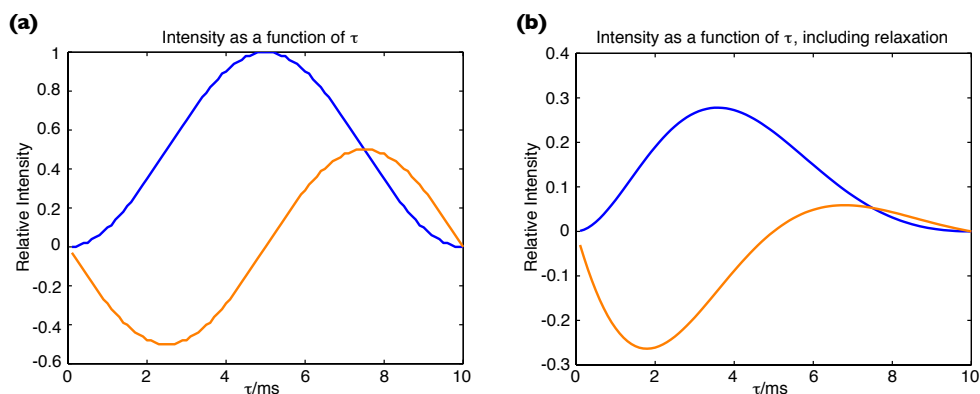 (a)
Intensity as a function of τ
1
0.8
0.6
0.4
0.2
0
-0.2
-0.4
-0.6
Relative Intensity
0 2 4 6 8 10
τ/ms
(b)
Intensity as a function of τ, including relaxation
0.4
0.3
0.2
0.1
0
-0.1
-0.2
-0.3
Relative Intensity
0 2 4 6 8 10
τ/ms